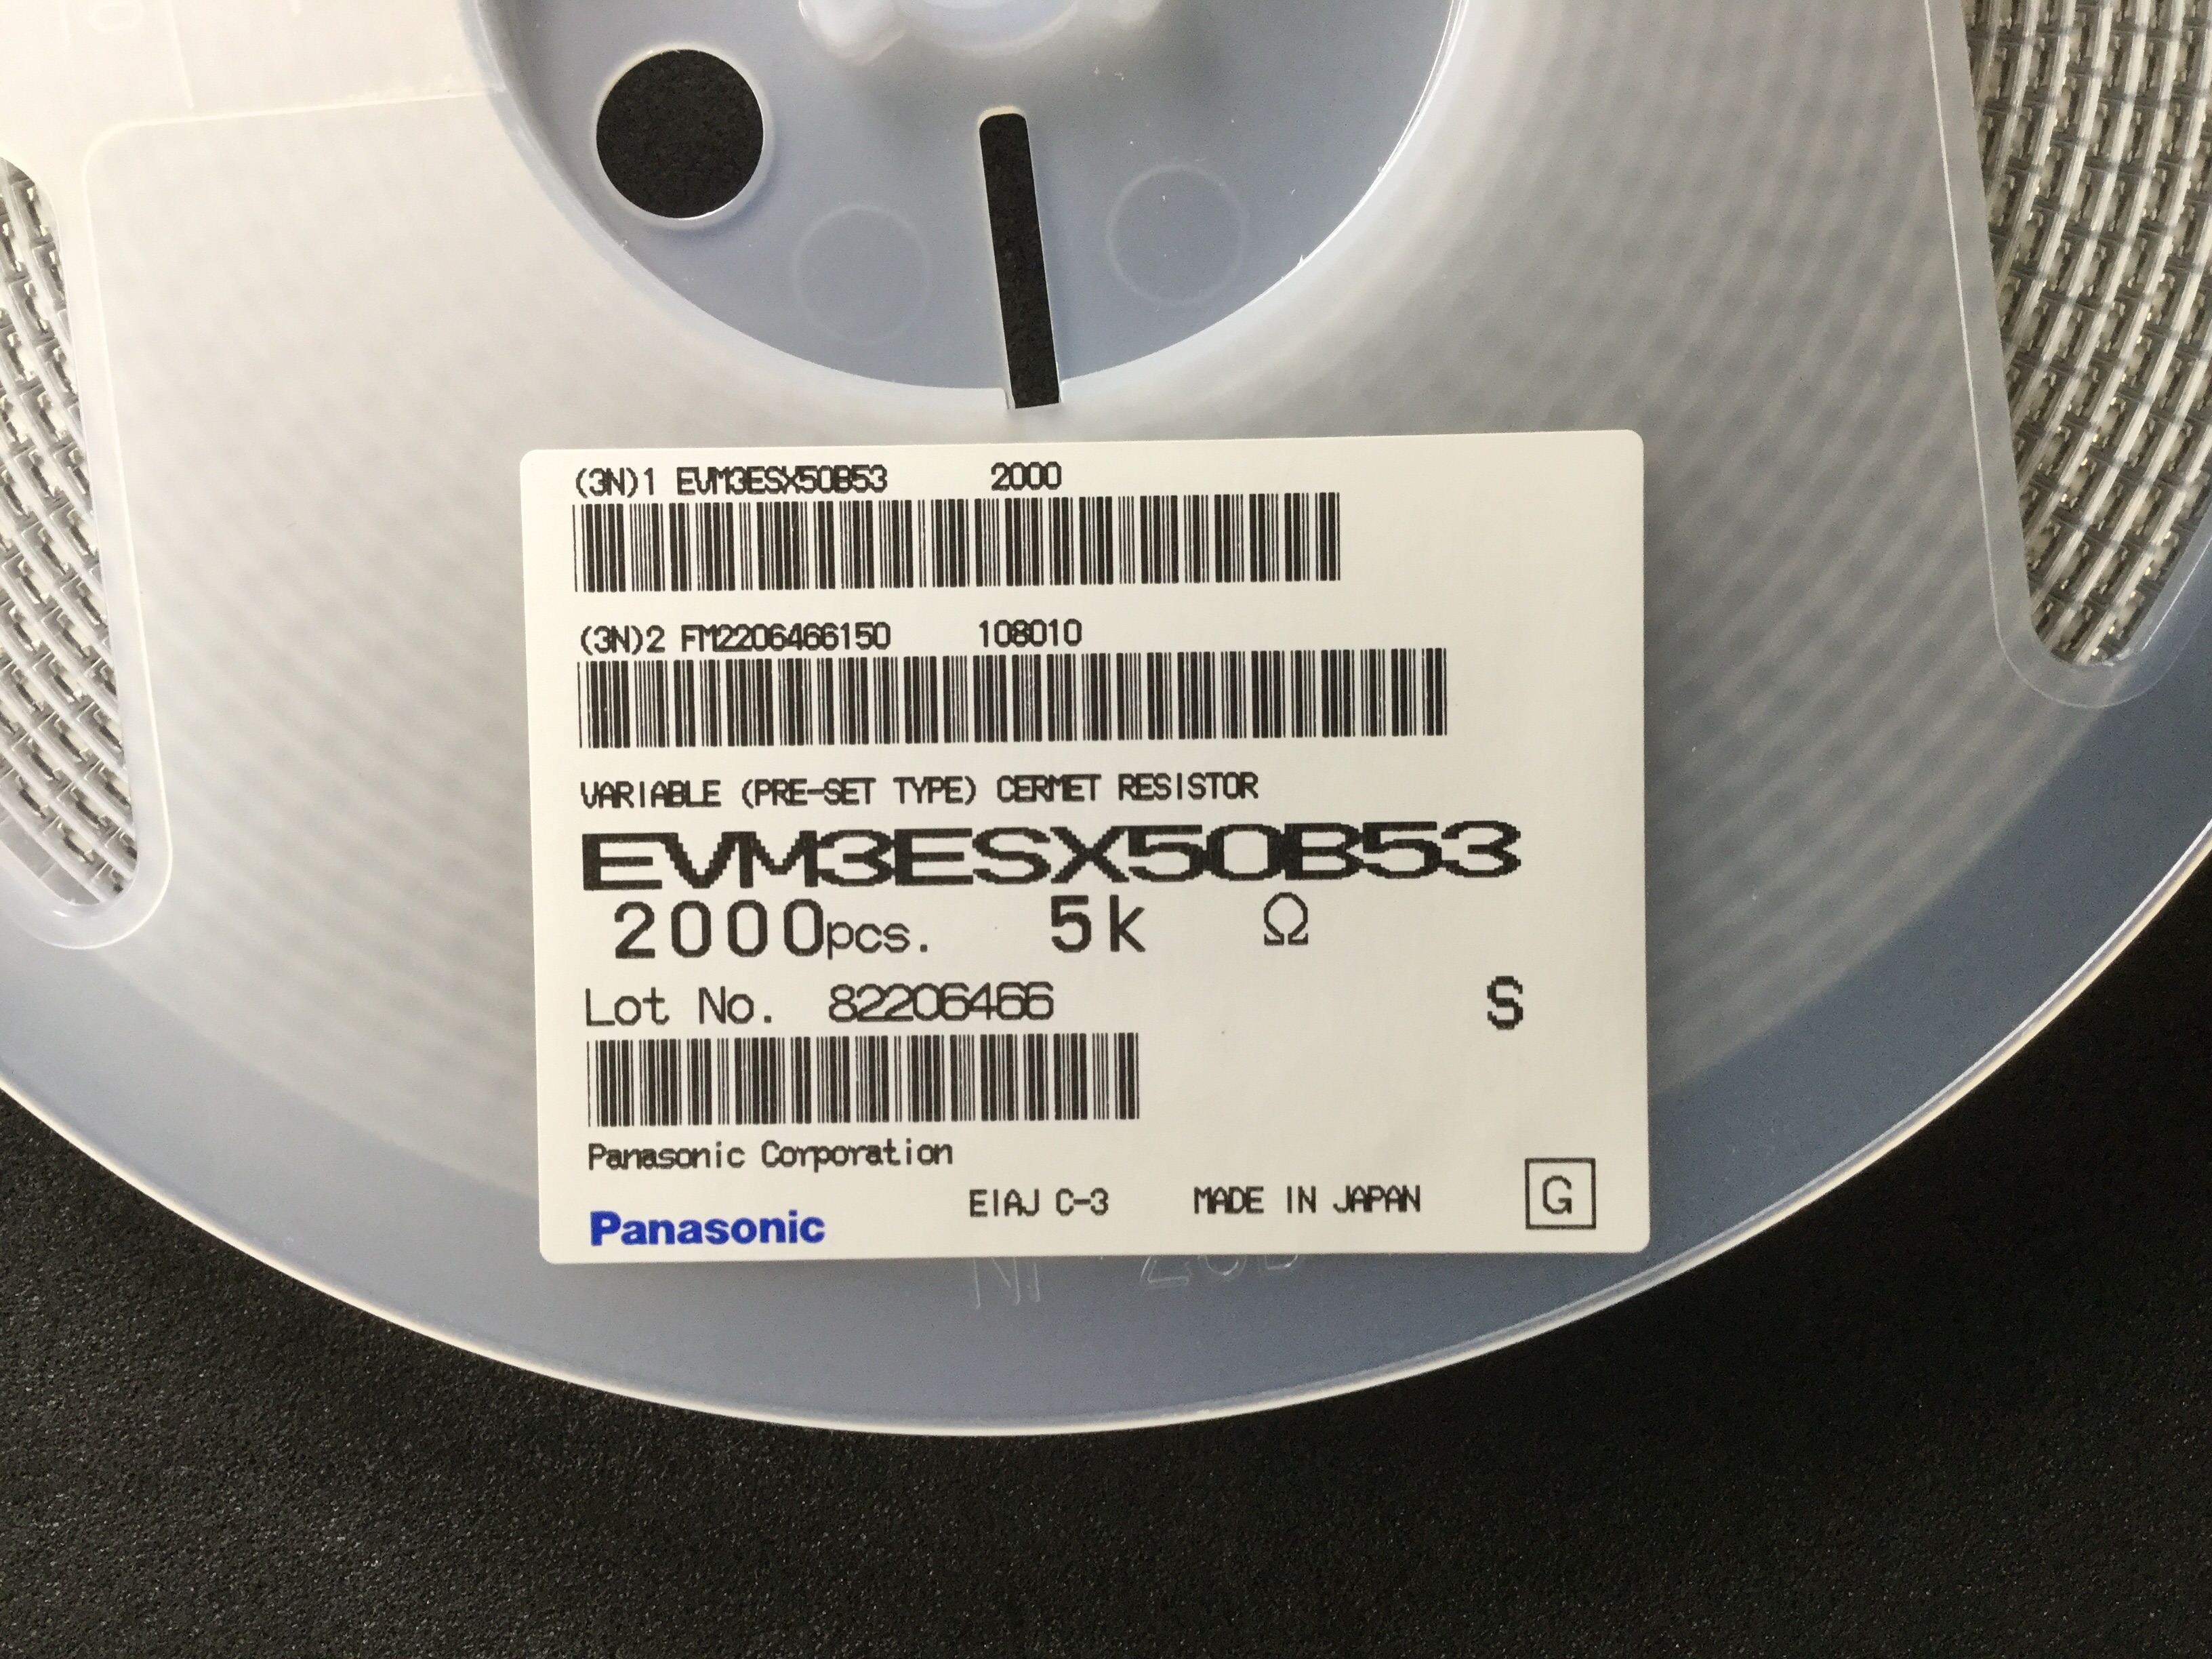 (3N)1 EVM3ESX50B53 2000
(3N)2 FM2206466150 108010
VARIABLE (PRE-SET TYPE) CERMET RESISTOR
EVM3ESX50B53
2000pcs. 5k Ω
Lot No. 82206466
S
Panasonic Corporation
Panasonic EIAJ C-3 MADE IN JAPAN G